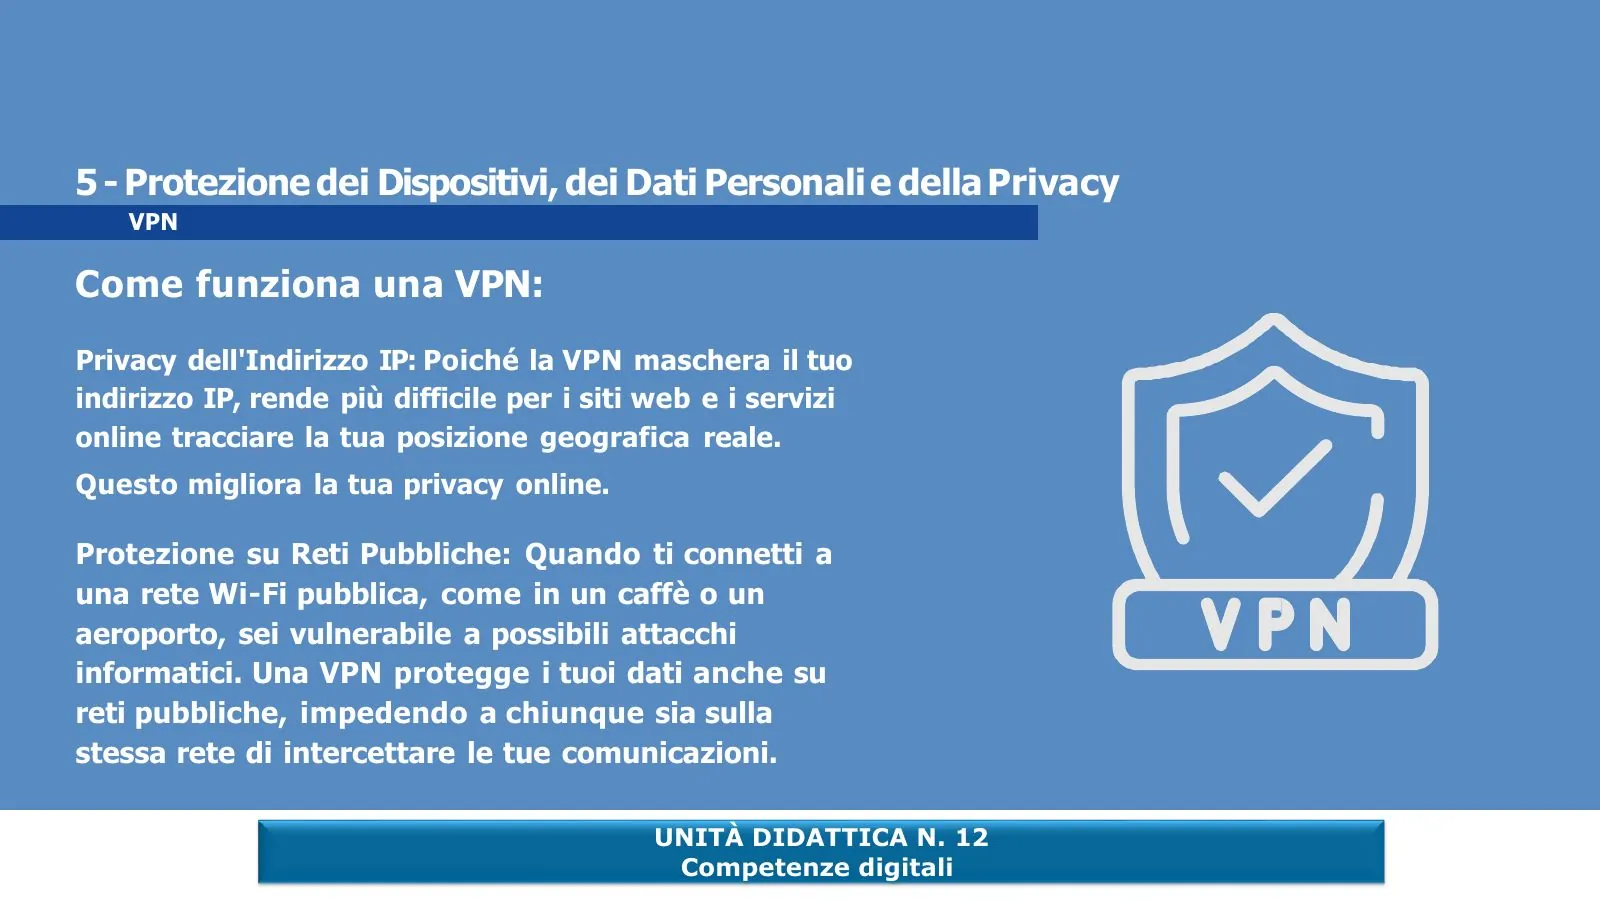 5 - Protezione dei Dispositivi, dei Dati Personali e della Privacy
VPN
Come funziona una VPN:
Privacy dell'Indirizzo IP: Poiché la VPN maschera il tuo
indirizzo IP, rende più difficile per i siti web e i servizi
online tracciare la tua posizione geografica reale.
Questo migliora la tua privacy online.
Protezione su Reti Pubbliche: Quando ti connetti a
una rete Wi-Fi pubblica, come in un caffè o un
aeroporto, sei vulnerabile a possibili attacchi
informatici. Una VPN protegge i tuoi dati anche su
reti pubbliche, impedendo a chiunque sia sulla
stessa rete di intercettare le tue comunicazioni.
VPN
UNITÀ DIDATTICA N. 12
Competenze digitali